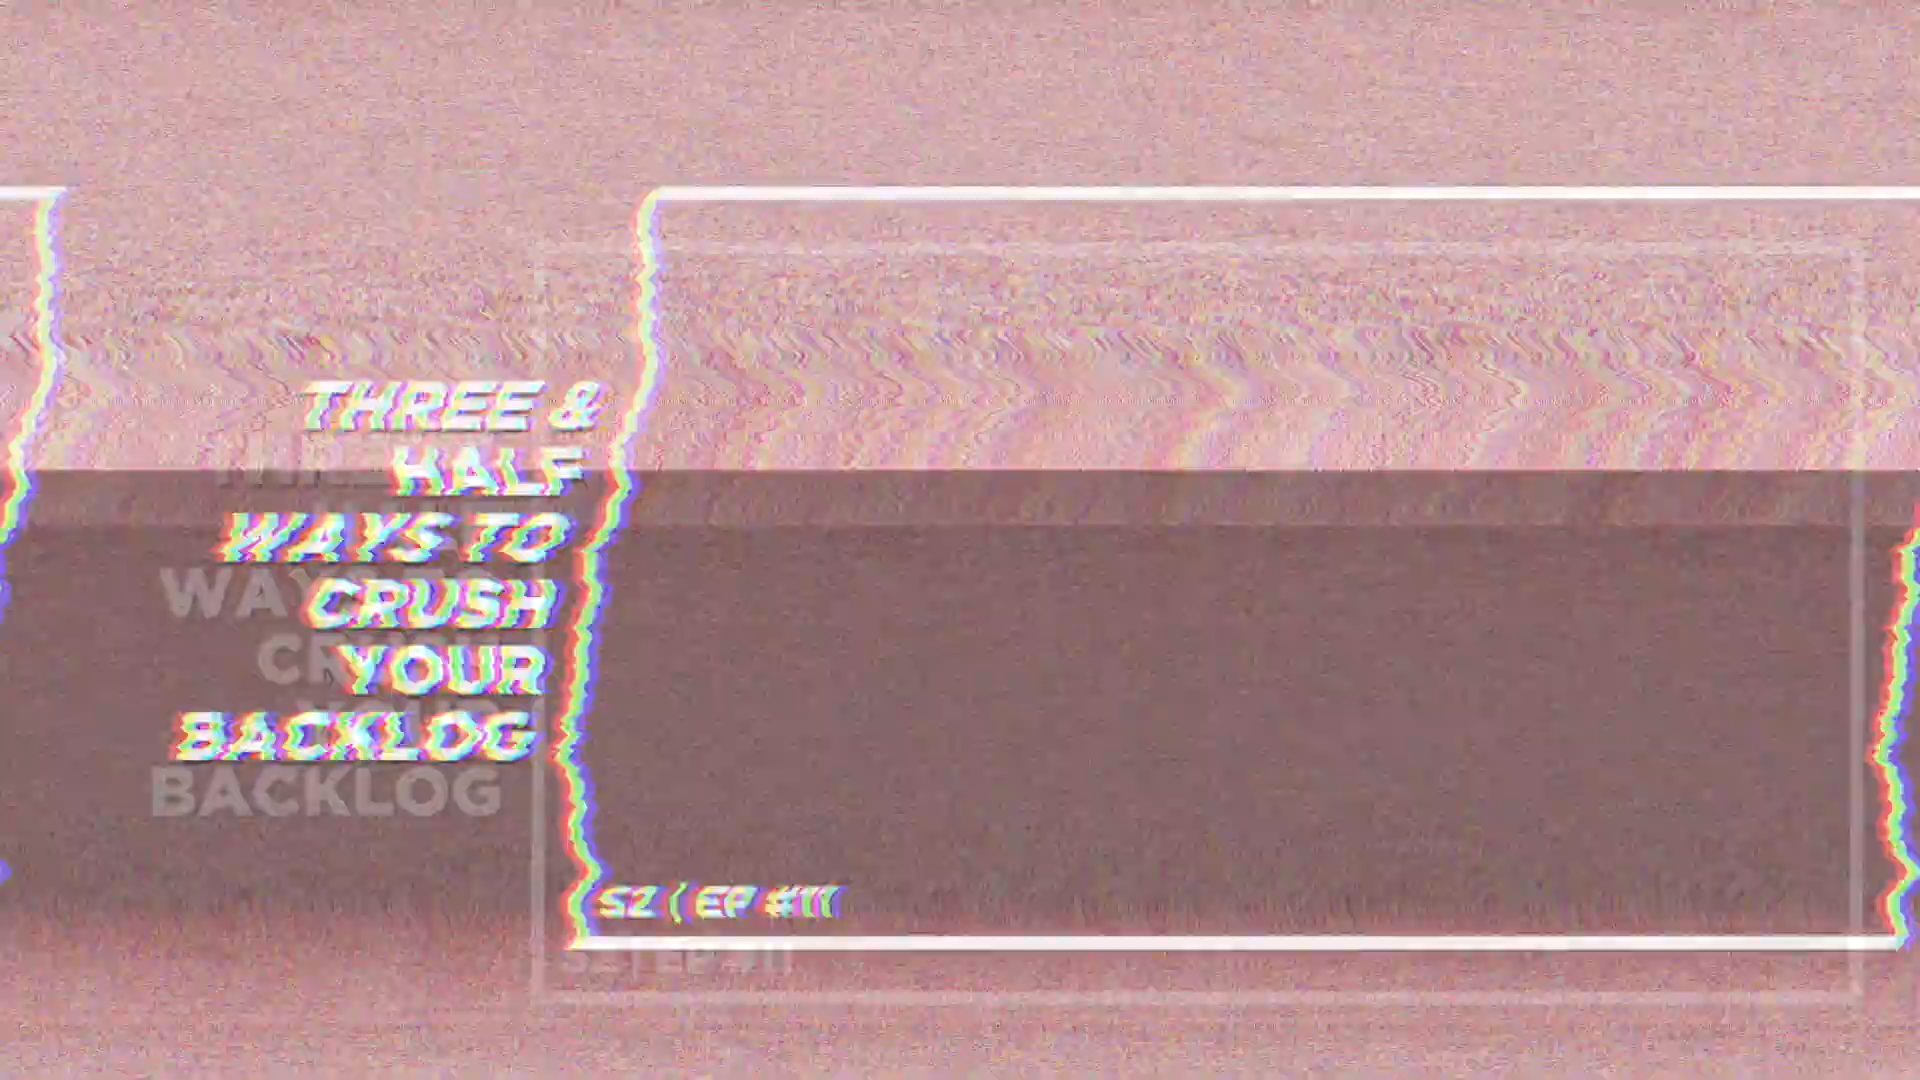 THREE &
HALF
WAYS TO
CRUSH
YOUR
BACKLOG
S2 | EP #11